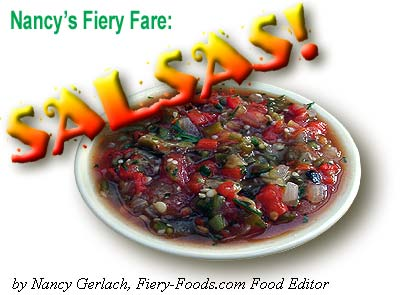 Nancy's Fiery Fare:
SALSAS!
by Nancy Gerlach, Fiery-Foods.com Food Editor